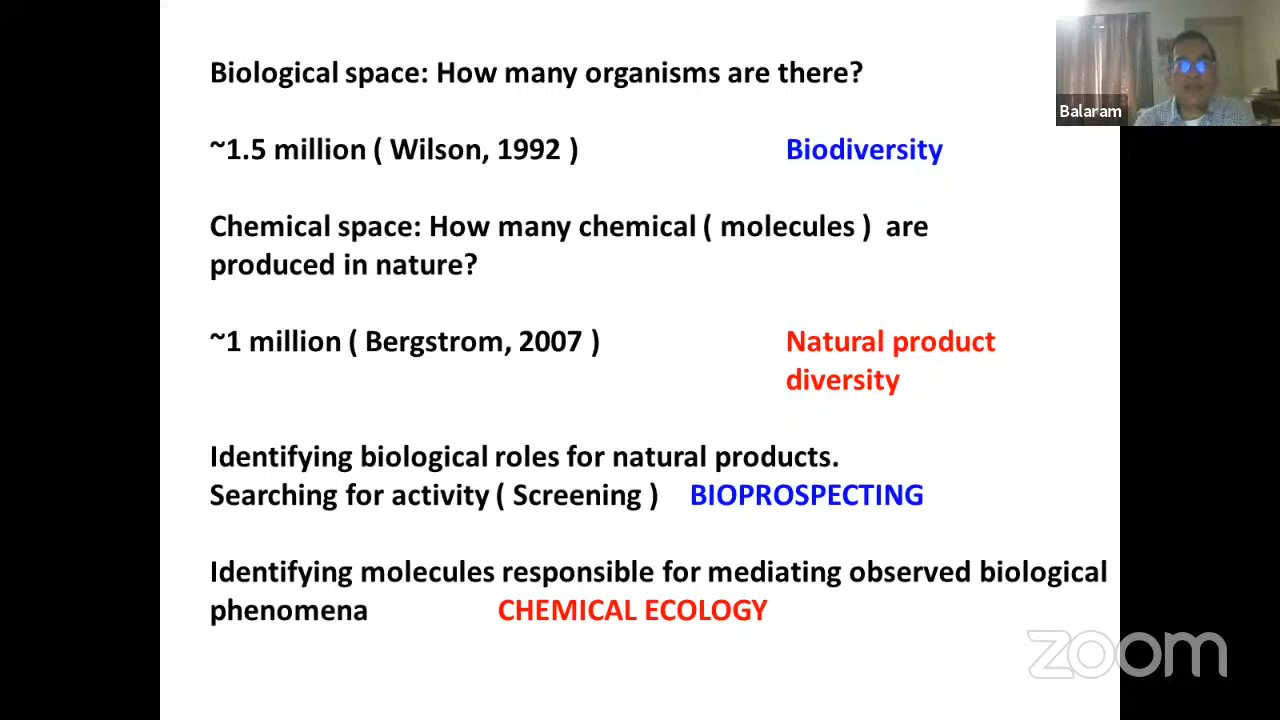 Biological space: How many organisms are there?
Balaram
~1.5 million ( Wilson, 1992 ) Biodiversity
Chemical space: How many chemical ( molecules ) are
produced in nature?
~1 million ( Bergstrom, 2007 ) Natural product
diversity
Identifying biological roles for natural products.
Searching for activity ( Screening ) BIOPROSPECTING
Identifying molecules responsible for mediating observed biological
phenomena CHEMICAL ECOLOGY
zoom